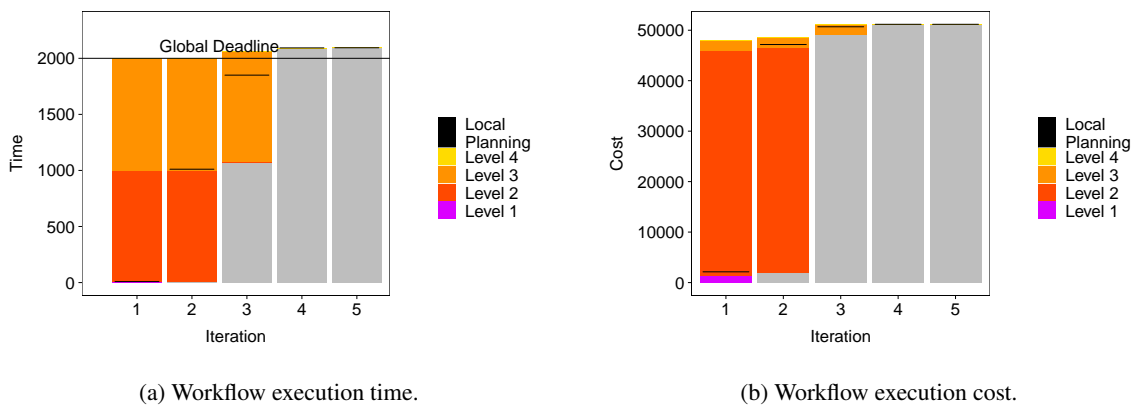 Global Deadline
Time
2000
1500
1000
500
0
1 2 3 4 5
Iteration
Local
Planning
Level 4
Level 3
Level 2
Level 1
(a) Workflow execution time.
Cost
50000
40000
30000
20000
10000
0
1 2 3 4 5
Iteration
Local
Planning
Level 4
Level 3
Level 2
Level 1
(b) Workflow execution cost.